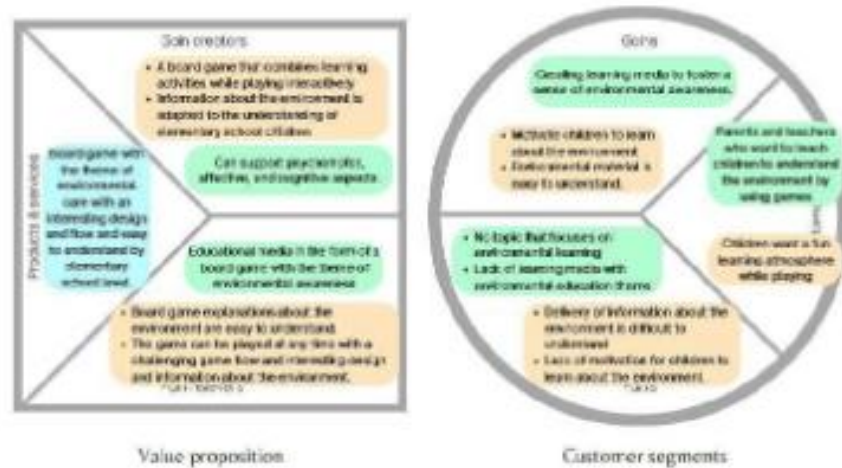 Gain creators
• A board game that combines learning
activities while playing interactively
• Information about the environment is
adapted to the understanding of
elementary school children
Can support psychomotor,
affective, and cognitive aspects
Products & services
Board game with
the theme of
environmental
care with an
interesting design
and flow and easy
to understand by
elementary
school level.
Educational media in the form of a
board game with the theme of
environmental awareness
• Board game explanations about the
environment are easy to understand.
• The game can be played at any time with a
challenging game flow and interesting design
and information about the environment.
Value proposition
Gains
Creating learning media to foster a
sense of environmental awareness.
• Motivate children to learn
about the environment
• Environmental material is
easy to understand.
Parents and teachers
who want to teach
children to understand
the environment by
using games
Children want a fun
learning atmosphere
while playing
• No topic that focuses on
environmental learning
• Lack of learning media with
environmental education
• Delivery of information about the
environment is difficult to
understand
• Lack of motivation for children to
learn about the environment.
Customer segments